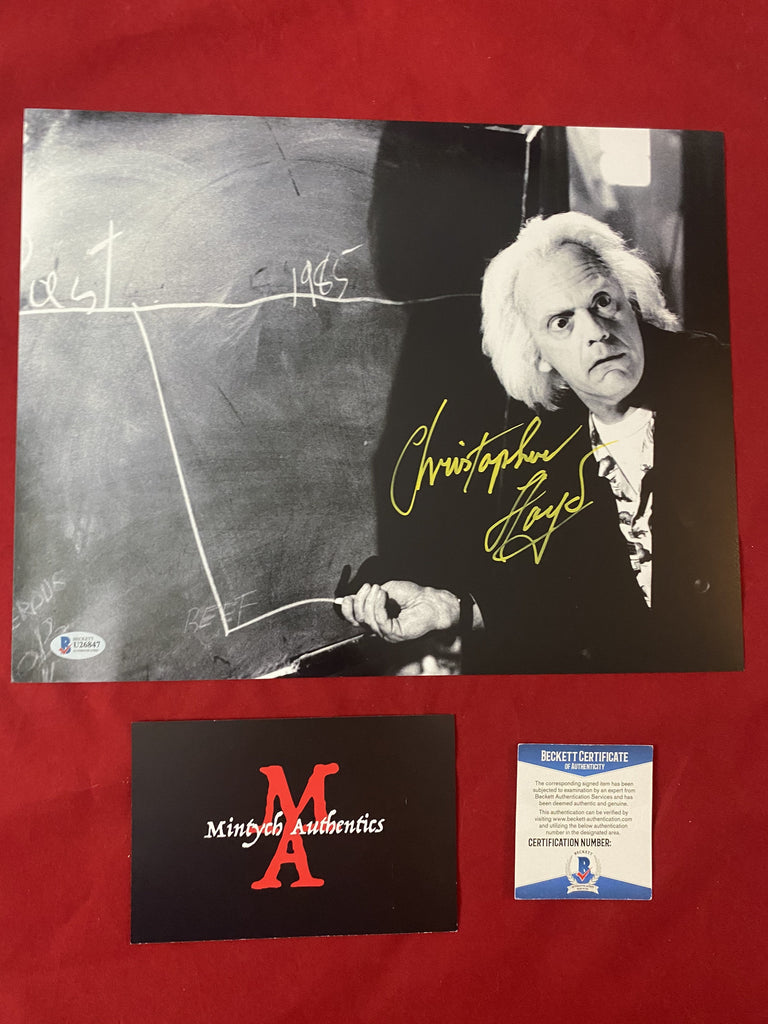 Past
1985
Christopher
Lloyd
BECKETT
U26847
MA
Mintych Authentics
BECKETT CERTIFICATE
OF AUTHENTICITY
The corresponding signed item has been
subjected to examination by an expert from
Beckett Authentication Services and has
been deemed authentic and genuine.
This authentication can be verified by
visiting www.beckett-authentication.com
and utilizing the below authentication
number in the designated area.
CERTIFICATION NUMBER:
BECKETT
B